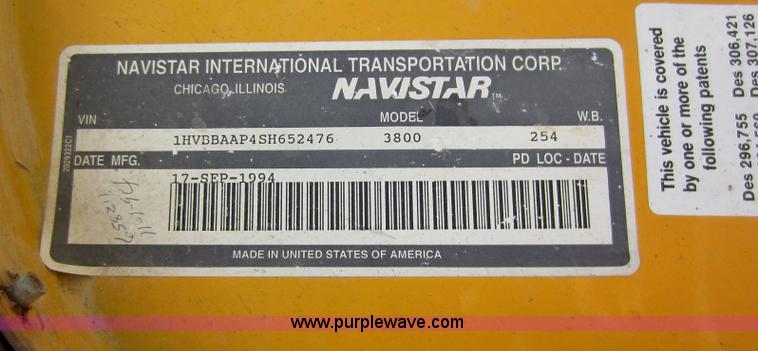 NAVISTAR INTERNATIONAL TRANSPORTATION CORP.
CHICAGO, ILLINOIS NAVISTAR TM
VIN MODEL W.B.
1HVBBAAP4SH652476 3800 254
DATE MFG. PD LOC - DATE
17-SEP-1994
MADE IN UNITED STATES OF AMERICA
2029322C1
This vehicle is covered
by one or more of the
following patents
Des 296,755 Des 306,421
Des 307,126
www.purplewave.com